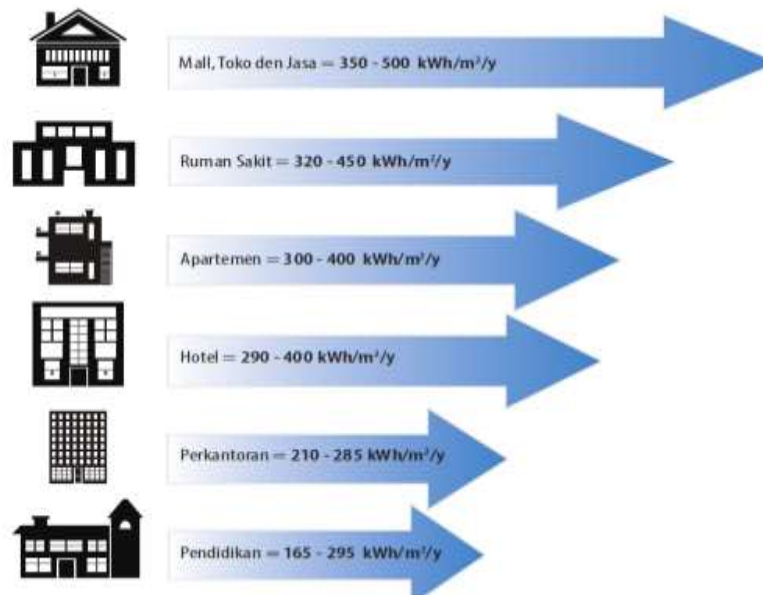 Mall, Toko den Jasa = 350 - 500 kWh/m²/y
Ruman Sakit = 320 - 450 kWh/m²/y
Apartemen = 300 - 400 kWh/m²/y
Hotel = 290 - 400 kWh/m²/y
Perkantoran = 210 - 285 kWh/m²/y
Pendidikan = 165 - 295 kWh/m²/y